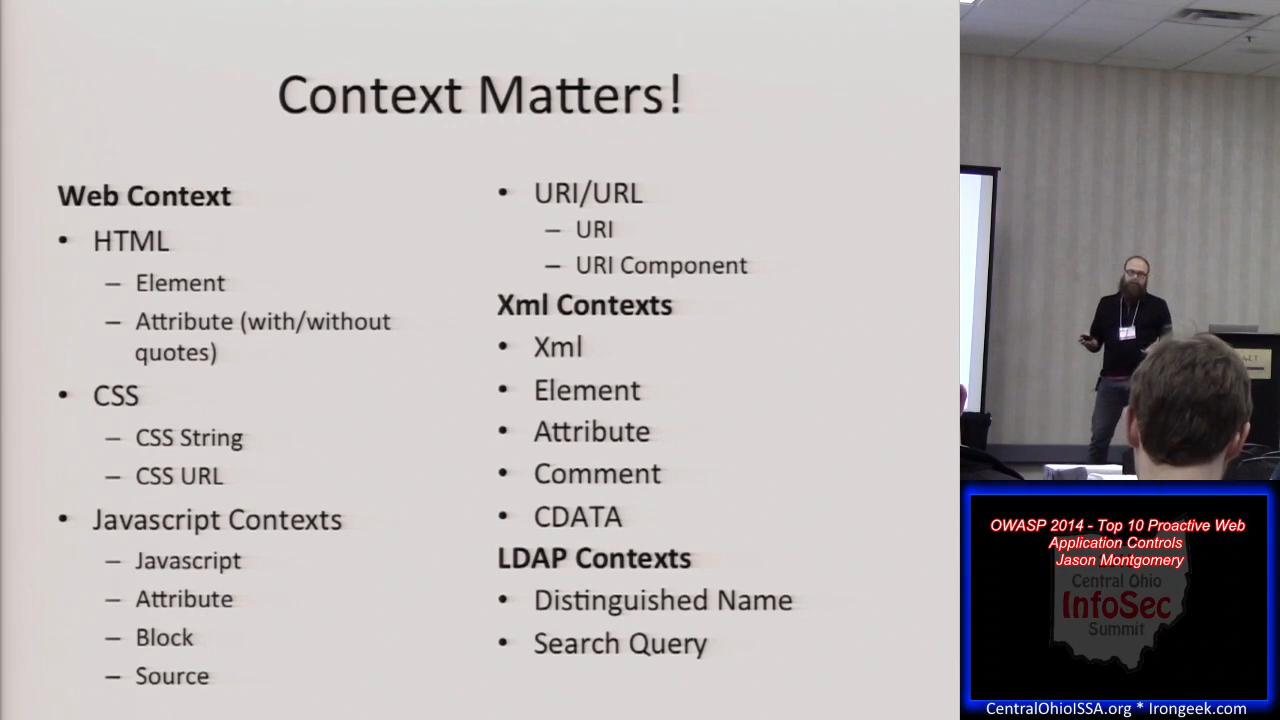 Context Matters!
Web Context
• HTML
– Element
– Attribute (with/without
quotes)
• CSS
– CSS String
– CSS URL
• Javascript Contexts
– Javascript
– Attribute
– Block
– Source
• URI/URL
– URI
– URI Component
Xml Contexts
• Xml
• Element
• Attribute
• Comment
• CDATA
LDAP Contexts
• Distinguished Name
• Search Query
OWASP 2014 - Top 10 Proactive Web
Application Controls
Jason Montgomery
Central Ohio
InfoSec
Summit
CentralOhioISSA.org * Irongeek.com